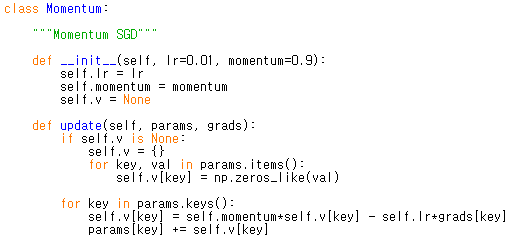 class Momentum:
    """Momentum SGD"""
    def __init__(self, lr=0.01, momentum=0.9):
        self.lr = lr
        self.momentum = momentum
        self.v = None
    def update(self, params, grads):
        if self.v is None:
            self.v = {}
            for key, val in params.items():
                self.v[key] = np.zeros_like(val)
        for key in params.keys():
            self.v[key] = self.momentum*self.v[key] - self.lr*grads[key]
            params[key] += self.v[key]